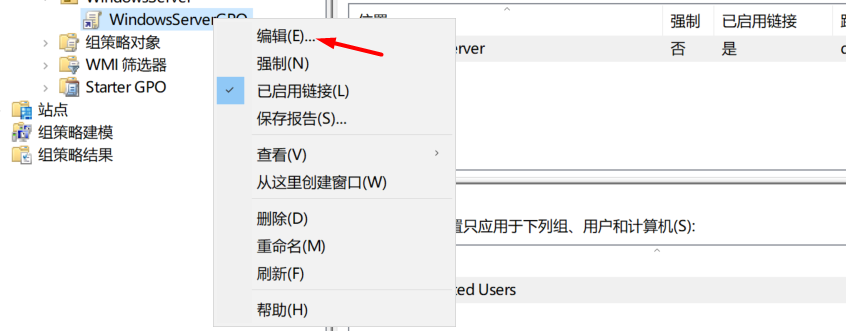 WindowsServer
WindowsServerGPO
组策略对象
WMI 筛选器
Starter GPO
站点
组策略建模
组策略结果
编辑(E)...
强制(N)
已启用链接(L)
保存报告(S)...
查看(V)
从这里创建窗口(W)
删除(D)
重命名(M)
刷新(F)
帮助(H)
位置 强制 已启用链接
erver 否 是
置只应用于下列组、用户和计算机(S):
ted Users